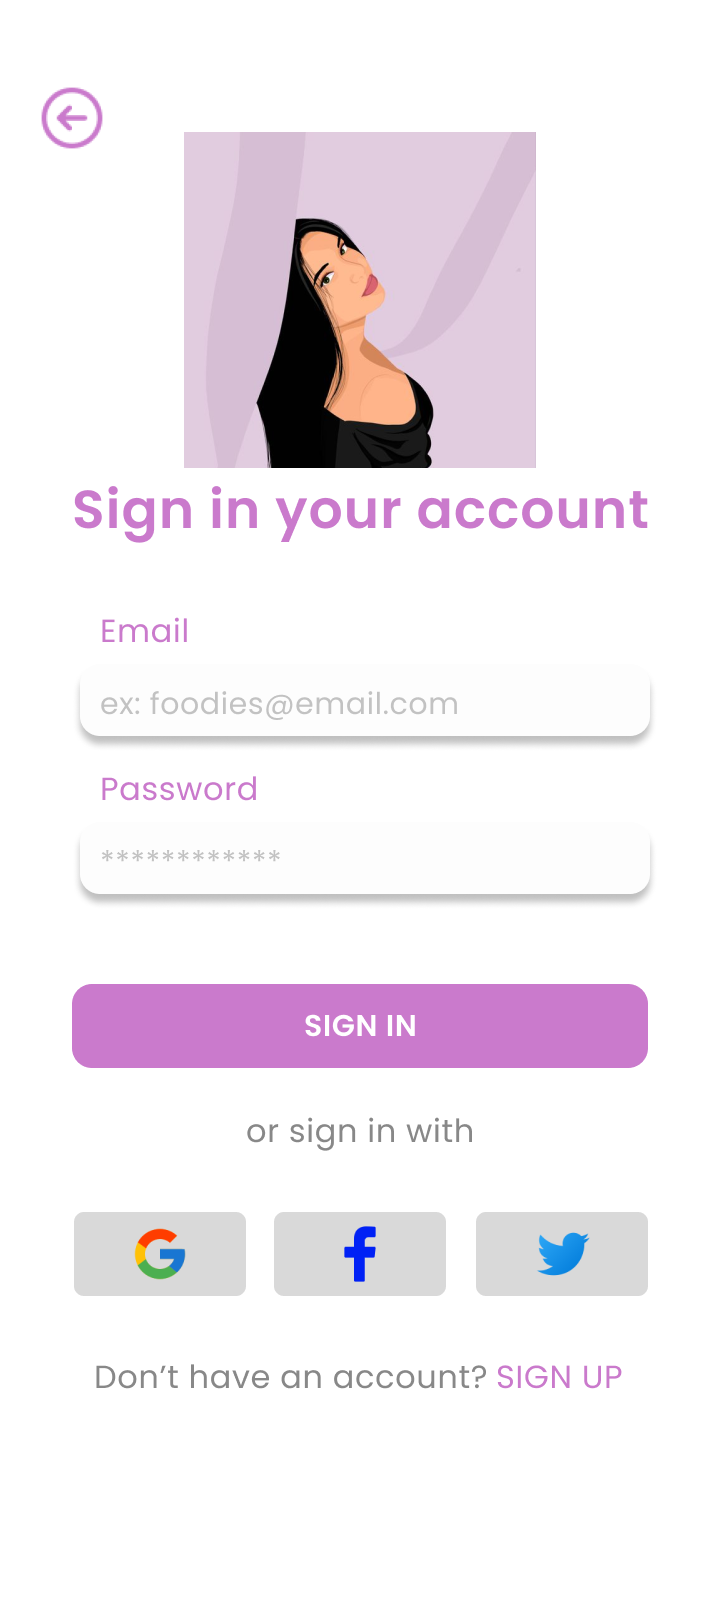 Sign in your account
Email
ex: foodies@email.com
Password
************
SIGN IN
or sign in with
Don’t have an account? SIGN UP